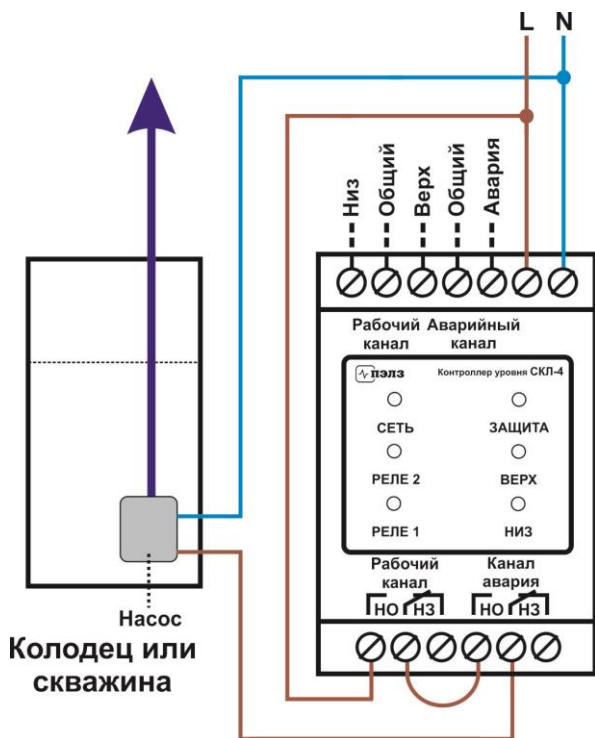 L N
Низ
Общий
Верх
Общий
Авария
Рабочий Аварийный
канал канал
пэлз Контроллер уровня СКЛ-4
СЕТЬ ЗАЩИТА
РЕЛЕ 2 ВЕРХ
РЕЛЕ 1 НИЗ
Рабочий Канал
канал авария
НО НЗ НО НЗ
Насос
Колодец или
скважина